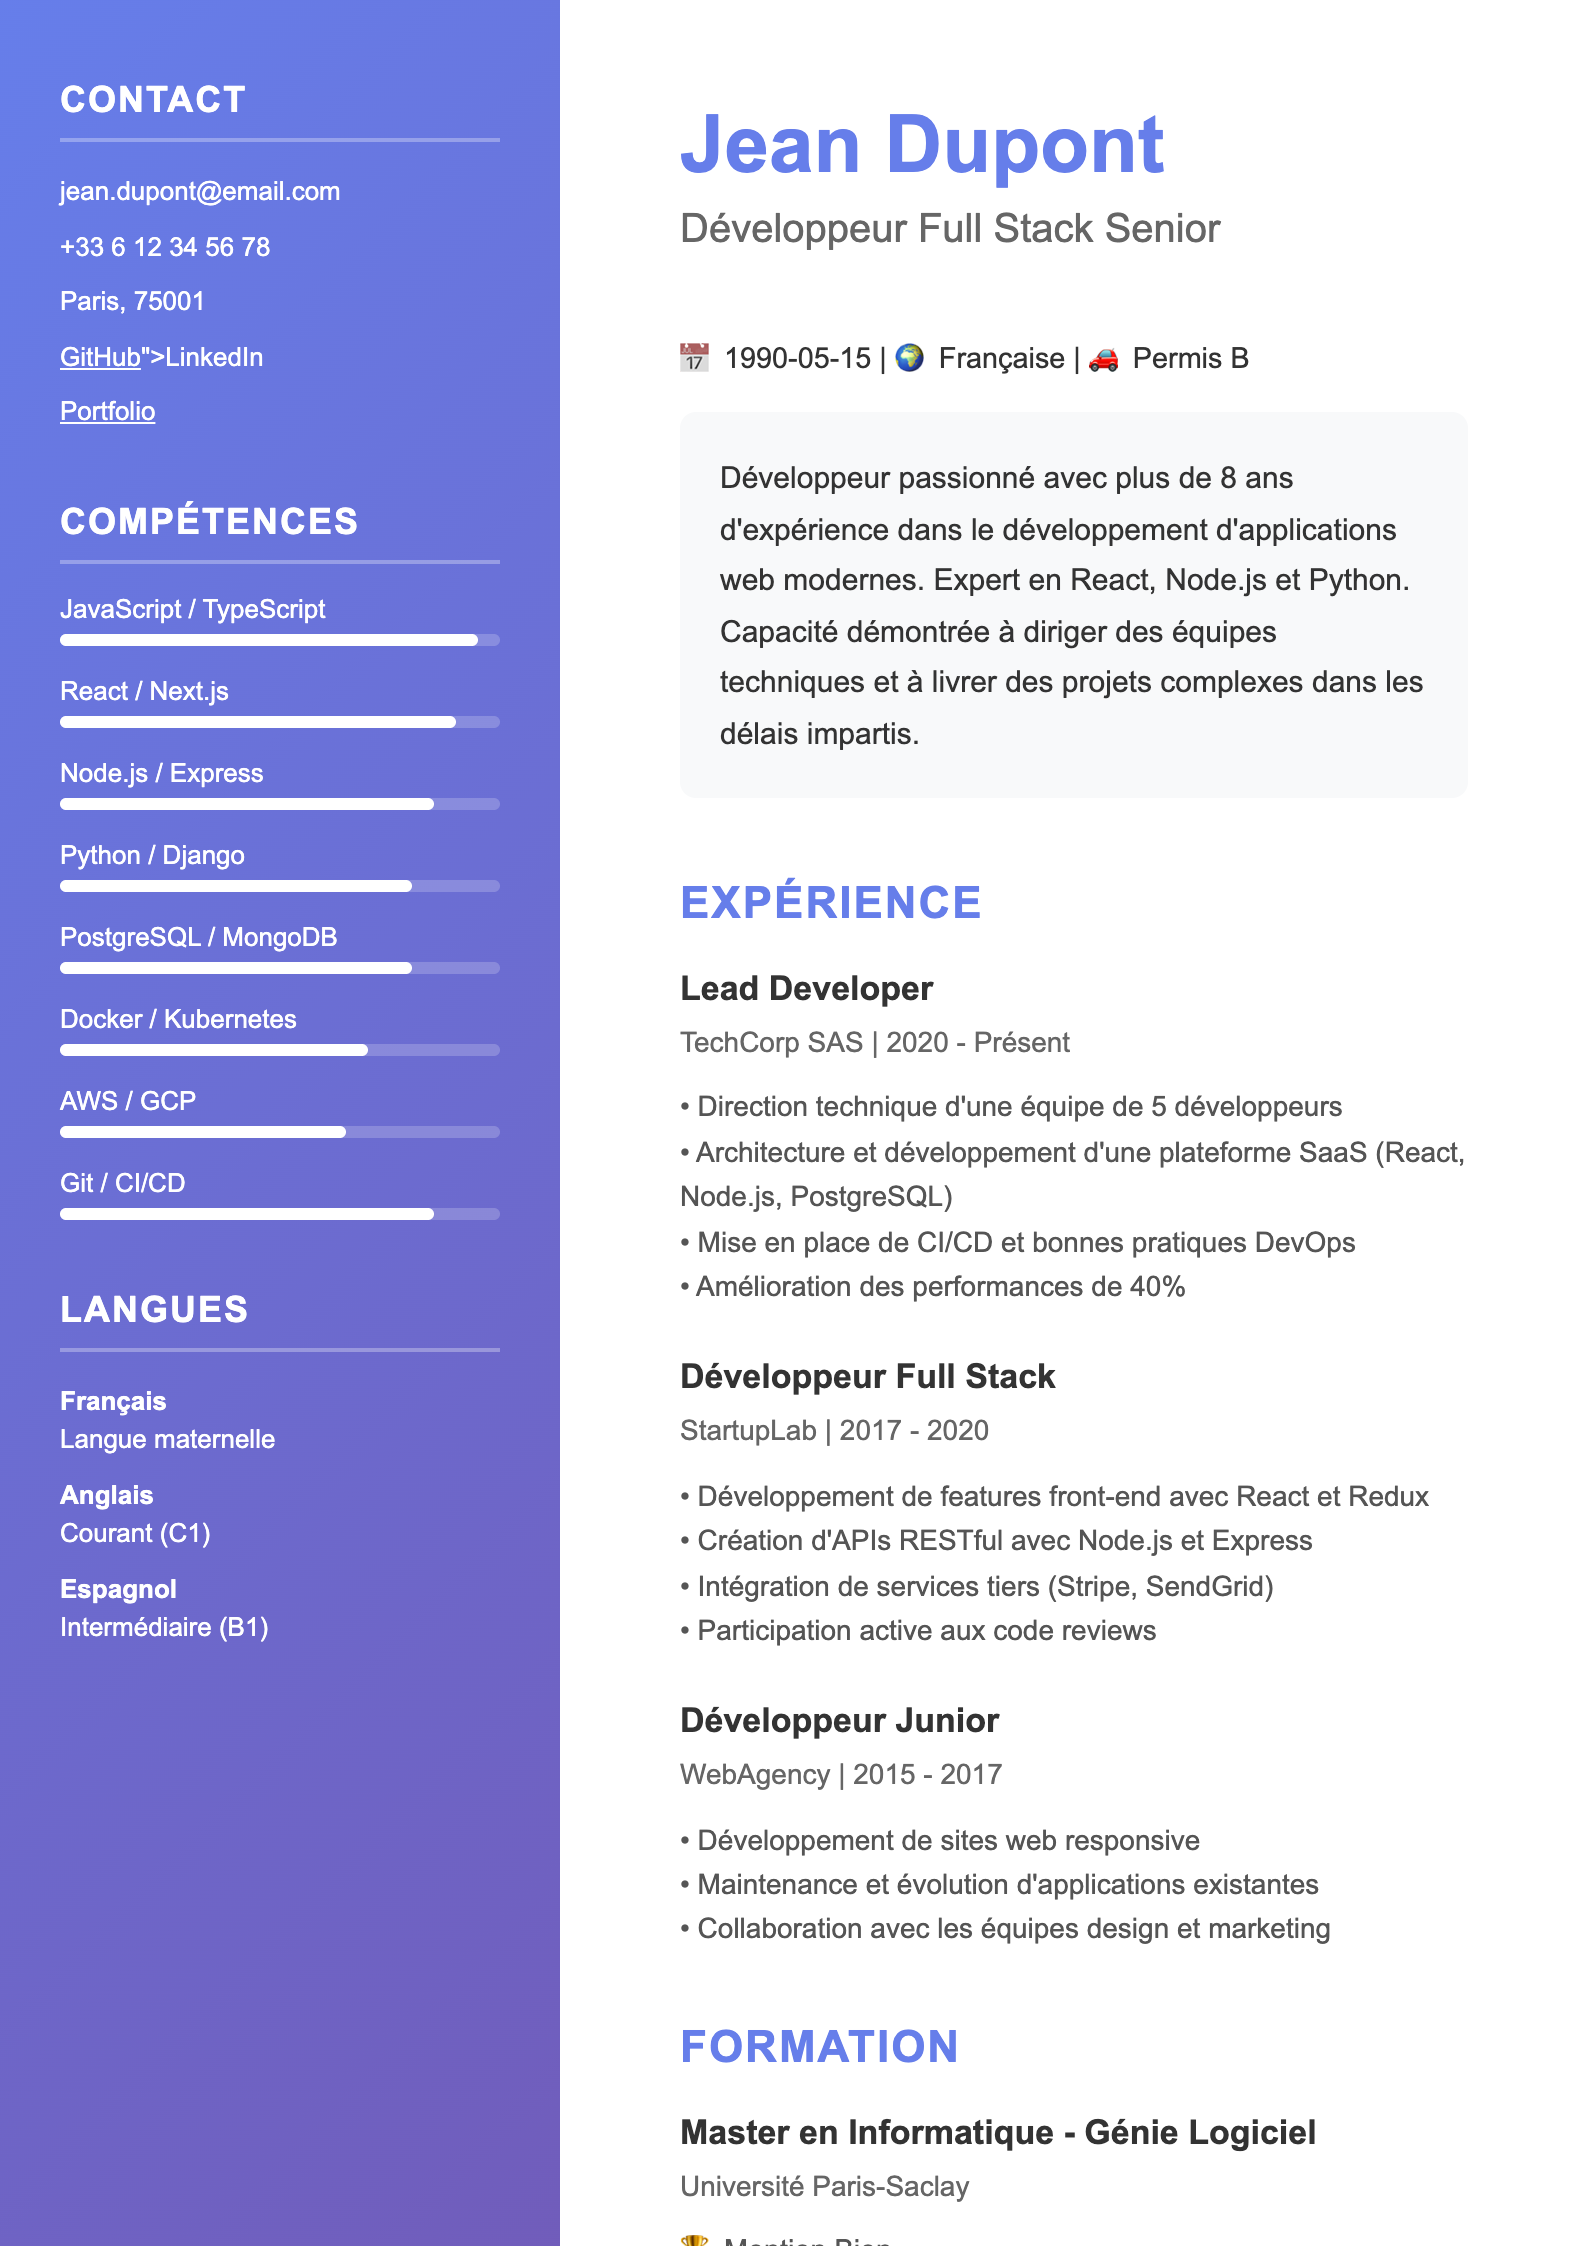 CONTACT
jean.dupont@email.com
+33 6 12 34 56 78
Paris, 75001
GitHub">LinkedIn
Portfolio
COMPÉTENCES
JavaScript / TypeScript
React / Next.js
Node.js / Express
Python / Django
PostgreSQL / MongoDB
Docker / Kubernetes
AWS / GCP
Git / CI/CD
LANGUES
Français
Langue maternelle
Anglais
Courant (C1)
Espagnol
Intermédiaire (B1)
Jean Dupont
Développeur Full Stack Senior
📅 1990-05-15 | 🌍 Française | 🚗 Permis B
Développeur passionné avec plus de 8 ans
d'expérience dans le développement d'applications
web modernes. Expert en React, Node.js et Python.
Capacité démontrée à diriger des équipes
techniques et à livrer des projets complexes dans les
délais impartis.
EXPÉRIENCE
Lead Developer
TechCorp SAS | 2020 - Présent
• Direction technique d'une équipe de 5 développeurs
• Architecture et développement d'une plateforme SaaS (React,
Node.js, PostgreSQL)
• Mise en place de CI/CD et bonnes pratiques DevOps
• Amélioration des performances de 40%
Développeur Full Stack
StartupLab | 2017 - 2020
• Développement de features front-end avec React et Redux
• Création d'APIs RESTful avec Node.js et Express
• Intégration de services tiers (Stripe, SendGrid)
• Participation active aux code reviews
Développeur Junior
WebAgency | 2015 - 2017
• Développement de sites web responsive
• Maintenance et évolution d'applications existantes
• Collaboration avec les équipes design et marketing
FORMATION
Master en Informatique - Génie Logiciel
Université Paris-Saclay
🏆 Mention Bien